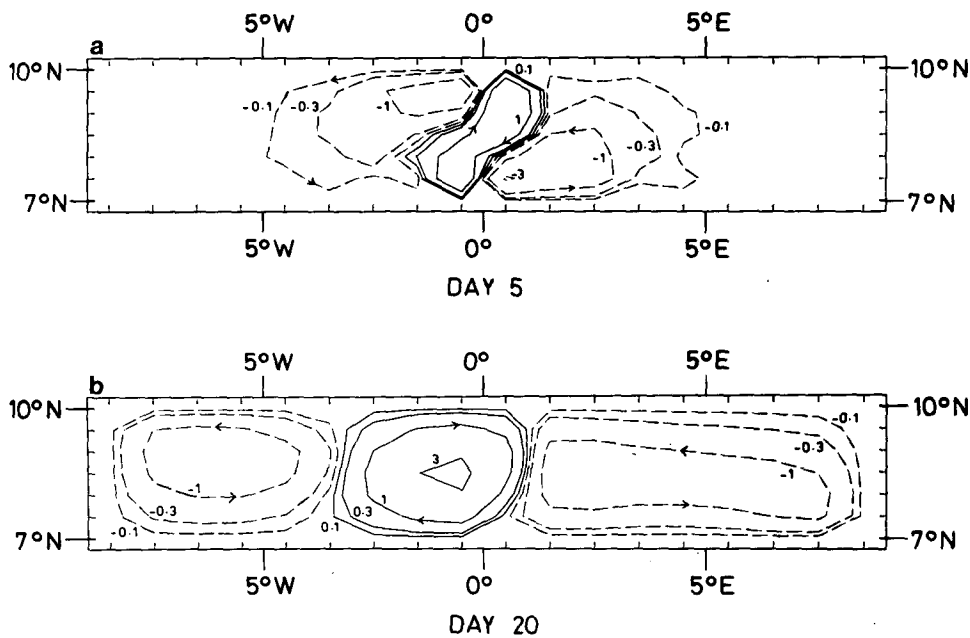 5°W 0° 5°E
a
10°N 10°N
0.1
-0.1 -0.3 -1 1 -0.1
-0.3
-3 -1
7°N 7°N
5°W 0° 5°E
DAY 5
5°W 0° 5°E
b
10°N 10°N
-0.1
-0.3
3
-1 -1
-0.3 0.3 1
-0.1 0.1
7°N 7°N
5°W 0° 5°E
DAY 20